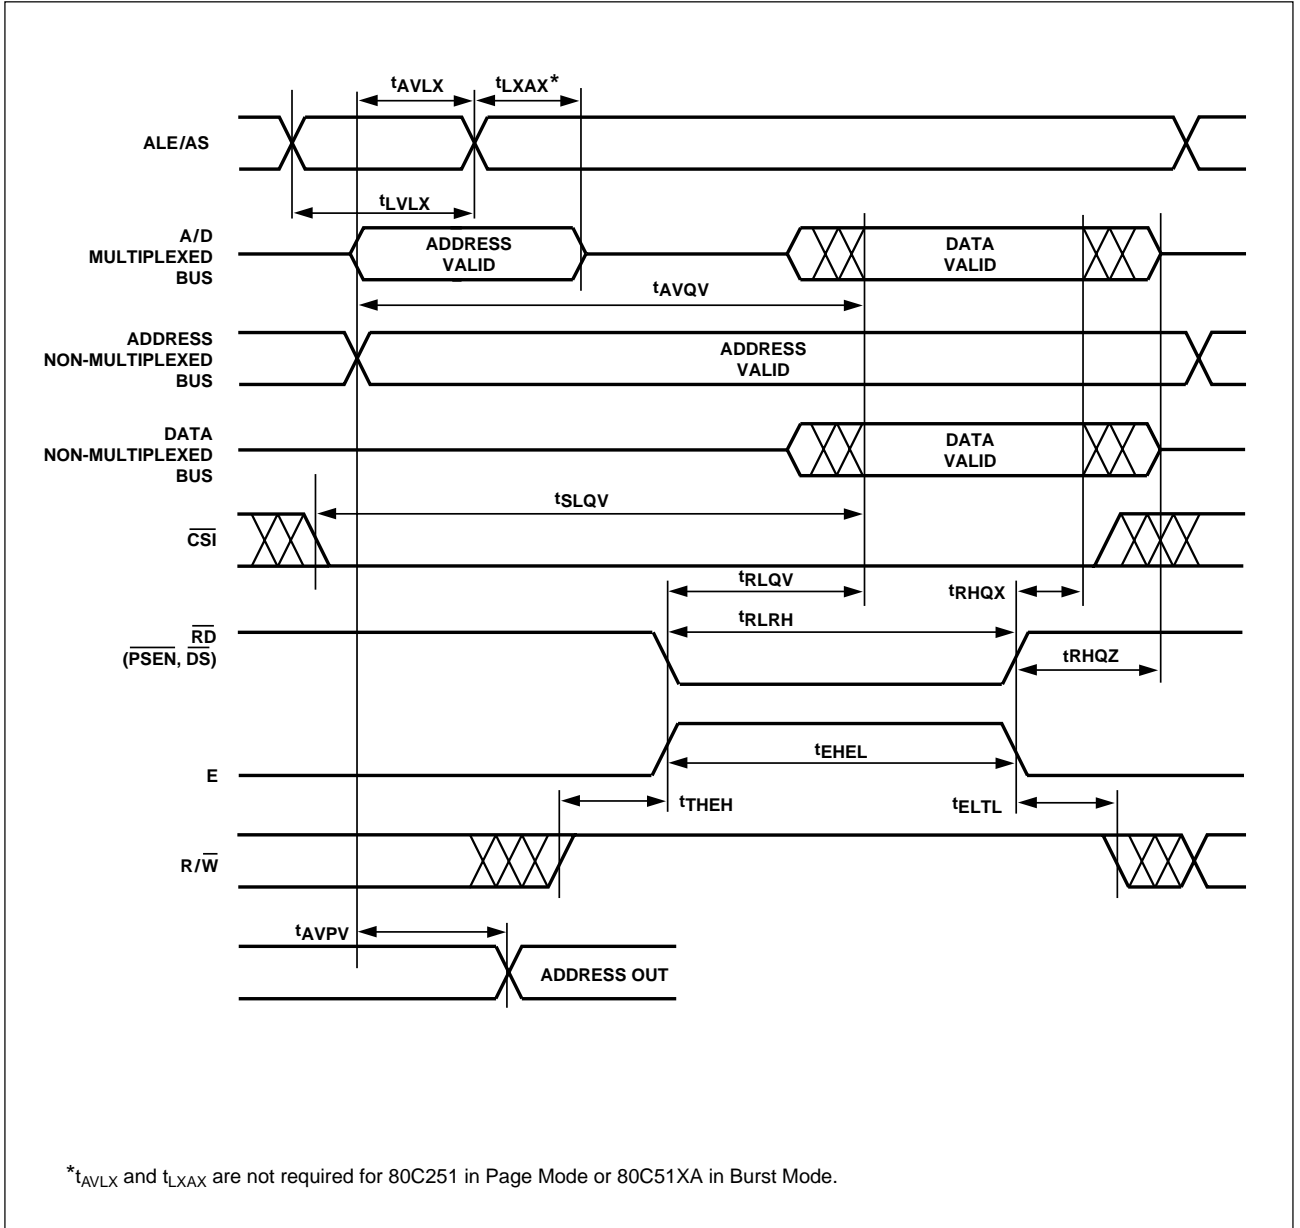 tAVLX tLXAX*
ALE/AS
tLVLX
A/D
MULTIPLEXED
BUS
ADDRESS
VALID
DATA
VALID
tAVQV
ADDRESS
NON-MULTIPLEXED
BUS
ADDRESS
VALID
DATA
NON-MULTIPLEXED
BUS
DATA
VALID
tSLQV
CSI
tRLQV
tRHQX
tRLRH
RD
(PSEN, DS)
tRHQZ
tEHEL
E
tTHEH
tELTL
R/W
tAVPV
ADDRESS OUT
*tAVLX and tLXAX are not required for 80C251 in Page Mode or 80C51XA in Burst Mode.